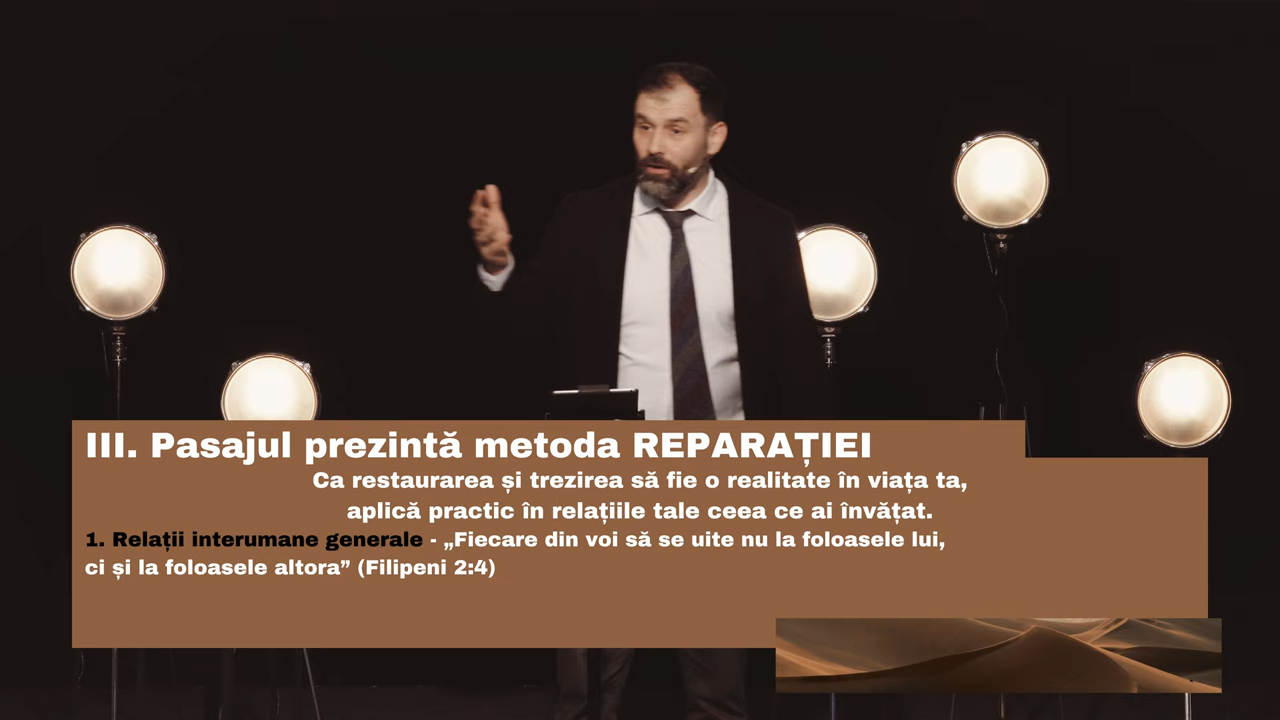 III. Pasajul prezintă metoda REPARAȚIEI
Ca restaurarea și trezirea să fie o realitate în viața ta,
aplică practic în relațiile tale ceea ce ai învățat.
1. Relații interumane generale - „Fiecare din voi să se uite nu la foloasele lui,
ci și la foloasele altora” (Filipeni 2:4)